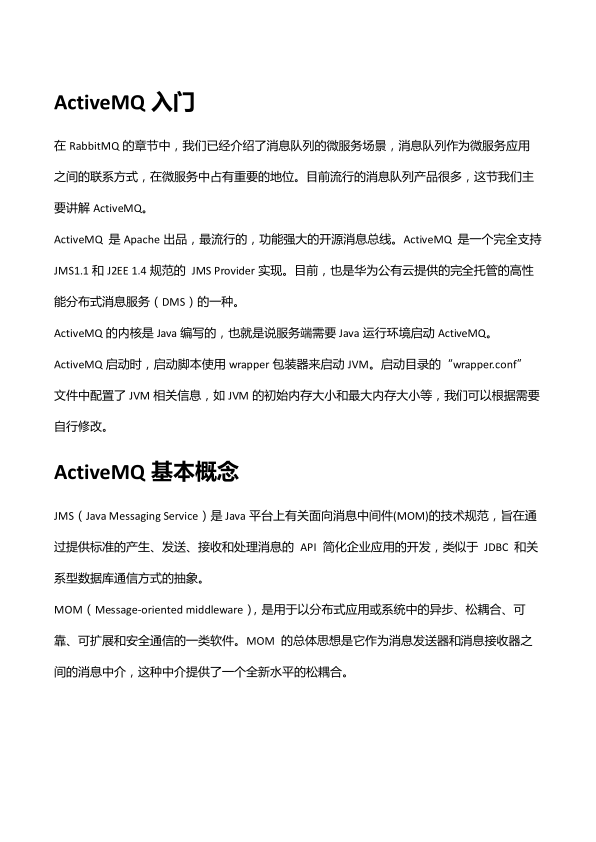 ActiveMQ 入门
在 RabbitMQ 的章节中，我们已经介绍了消息队列的微服务场景，消息队列作为微服务应用
之间的联系方式，在微服务中占有重要的地位。目前流行的消息队列产品很多，这节我们主
要讲解 ActiveMQ。
ActiveMQ 是 Apache 出品，最流行的，功能强大的开源消息总线。ActiveMQ 是一个完全支持
JMS1.1 和 J2EE 1.4 规范的 JMS Provider 实现。目前，也是华为公有云提供的完全托管的高性
能分布式消息服务（DMS）的一种。
ActiveMQ 的内核是 Java 编写的，也就是说服务端需要 Java 运行环境启动 ActiveMQ。
ActiveMQ 启动时，启动脚本使用 wrapper 包装器来启动 JVM。启动目录的“wrapper.conf”
文件中配置了 JVM 相关信息，如 JVM 的初始内存大小和最大内存大小等，我们可以根据需要
自行修改。
ActiveMQ 基本概念
JMS（Java Messaging Service）是 Java 平台上有关面向消息中间件(MOM)的技术规范，旨在通
过提供标准的产生、发送、接收和处理消息的 API 简化企业应用的开发，类似于 JDBC 和关
系型数据库通信方式的抽象。
MOM（Message-oriented middleware），是用于以分布式应用或系统中的异步、松耦合、可
靠、可扩展和安全通信的一类软件。MOM 的总体思想是它作为消息发送器和消息接收器之
间的消息中介，这种中介提供了一个全新水平的松耦合。